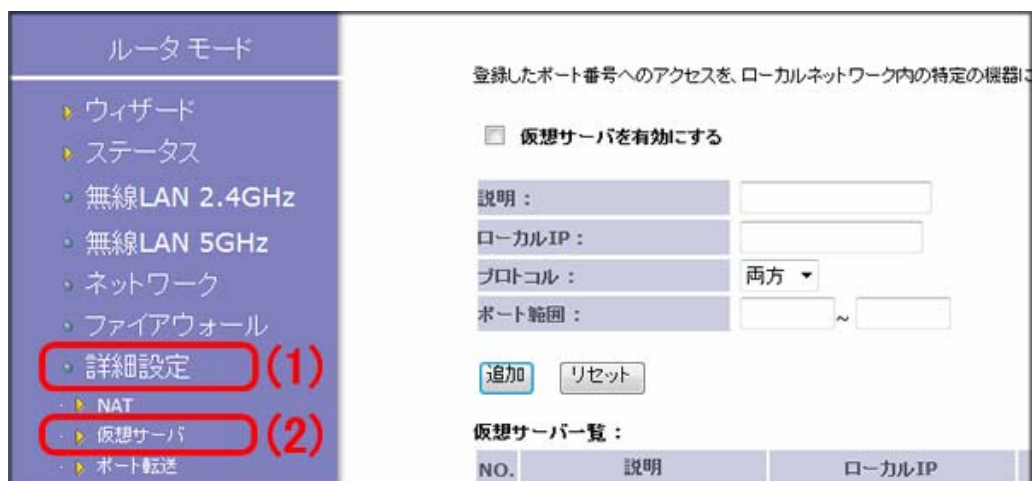 ルータ モード
ウィザード
ステータス
無線LAN 2.4GHz
無線LAN 5GHz
ネットワーク
ファイアウォール
詳細設定
(1)
NAT
仮想サーバ
(2)
ポート転送
登録したポート番号へのアクセスを、ローカルネットワーク内の特定の機器に
仮想サーバを有効にする
説明：
ローカルIP：
プロトコル： 両方
ポート範囲： ~
追加 リセット
仮想サーバ一覧：
NO. 説明 ローカルIP